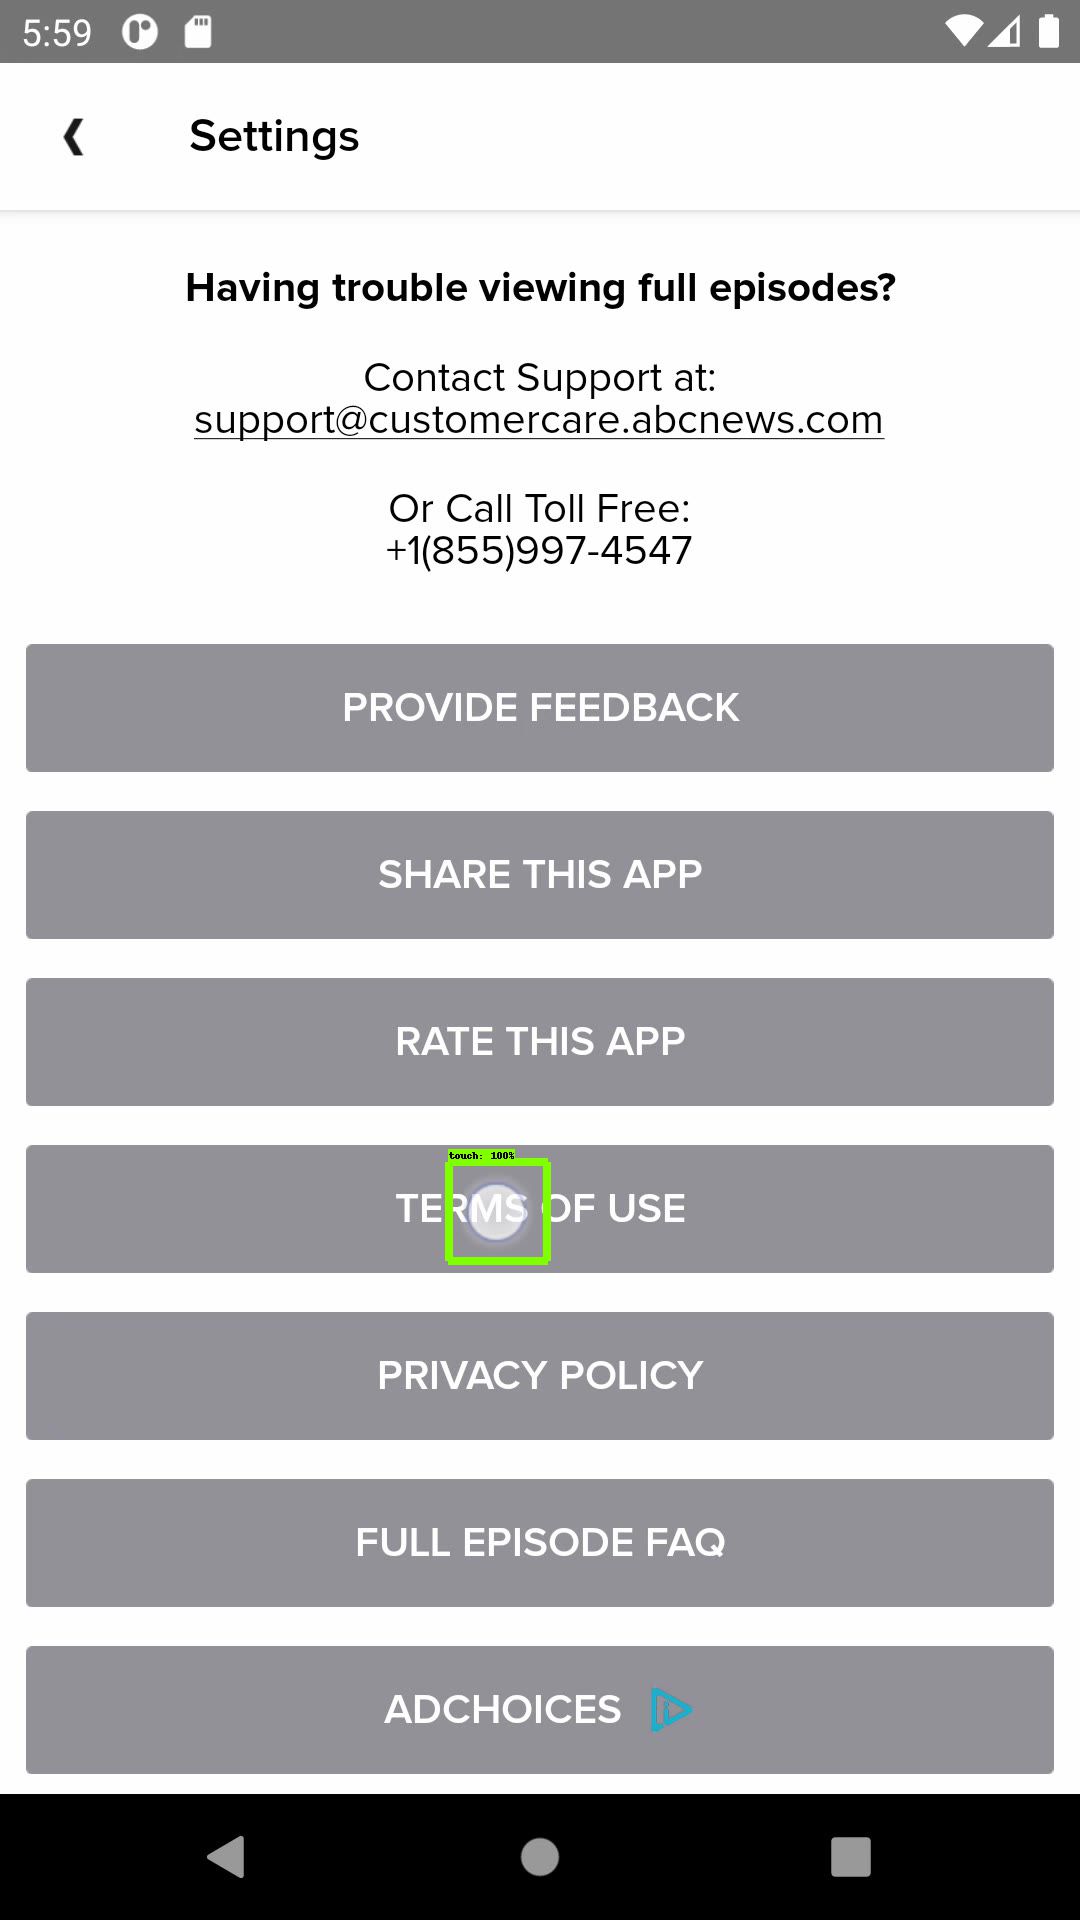 5:59
Settings
Having trouble viewing full episodes?
Contact Support at:
support@customercare.abcnews.com
Or Call Toll Free:
+1(855)997-4547
PROVIDE FEEDBACK
SHARE THIS APP
RATE THIS APP
touch: 100%
TERMS OF USE
PRIVACY POLICY
FULL EPISODE FAQ
ADCHOICES